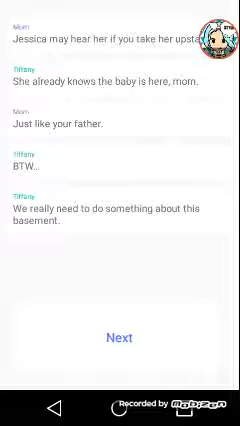 Mom
Jessica may hear her if you take her upsta
Tiffany
She already knows the baby is here, mom.
Mom
Just like your father.
Tiffany
BTW...
Tiffany
We really need to do something about this
basement.
Next
Recorded by Mobizen